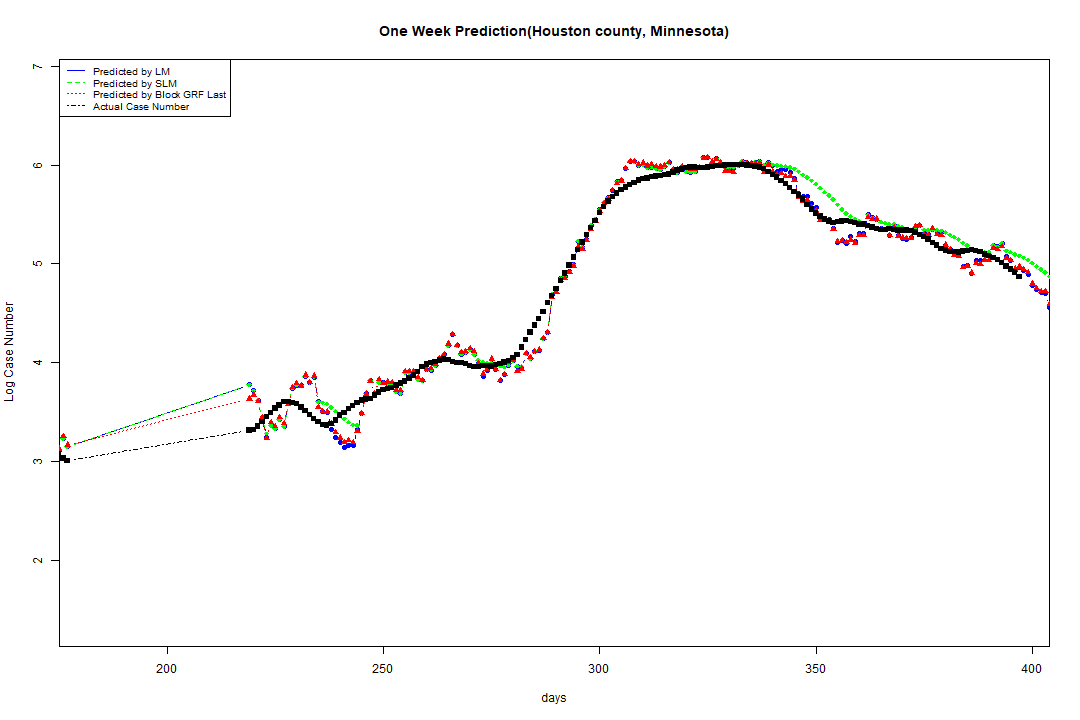 One Week Prediction(Houston county, Minnesota)
Predicted by LM
Predicted by SLM
Predicted by Block GRF Last
Actual Case Number
7
6
5
4
3
2
Log Case Number
200 250 300 350 400
days